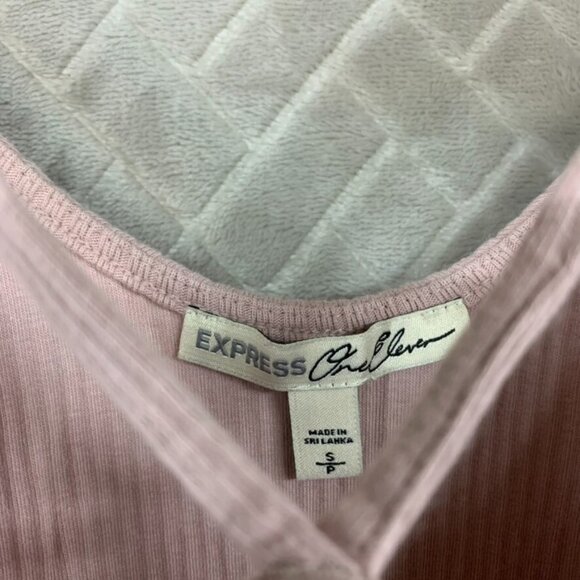 EXPRESS One Eleven
MADE IN
SRI LANKA
S
P